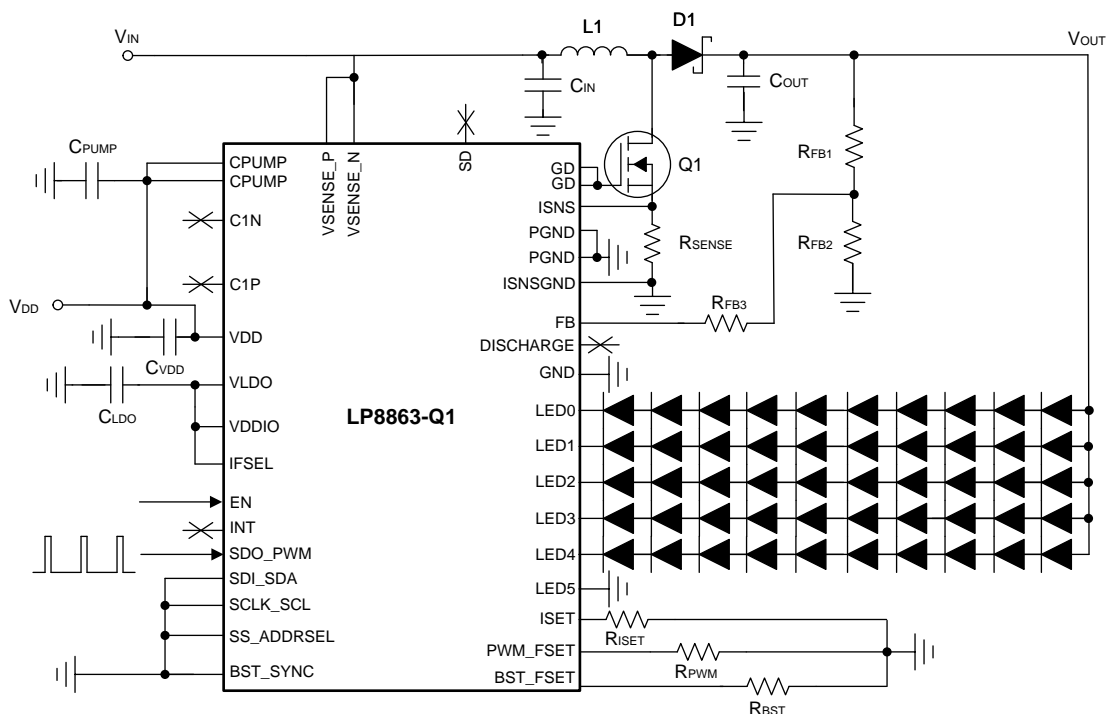 L1
D1
VIN
VOUT
CIN
COUT
CPUMP
RFB1
Q1
SD
VSENSE_P
VSENSE_N
CPUMP
CPUMP
GD
GD
C1N
ISNS
RSENSE
RFB2
PGND
PGND
C1P
ISNSGND
VDD
RFB3
FB
VDD
DISCHARGE
CVDD
GND
VLDO
CLDO
LP8863-Q1
LED0
VDDIO
LED1
IFSEL
LED2
EN
LED3
INT
SDO_PWM
LED4
SDI_SDA
LED5
SCLK_SCL
ISET
RISET
SS_ADDRSEL
PWM_FSET
RPWM
BST_SYNC
BST_FSET
RBST